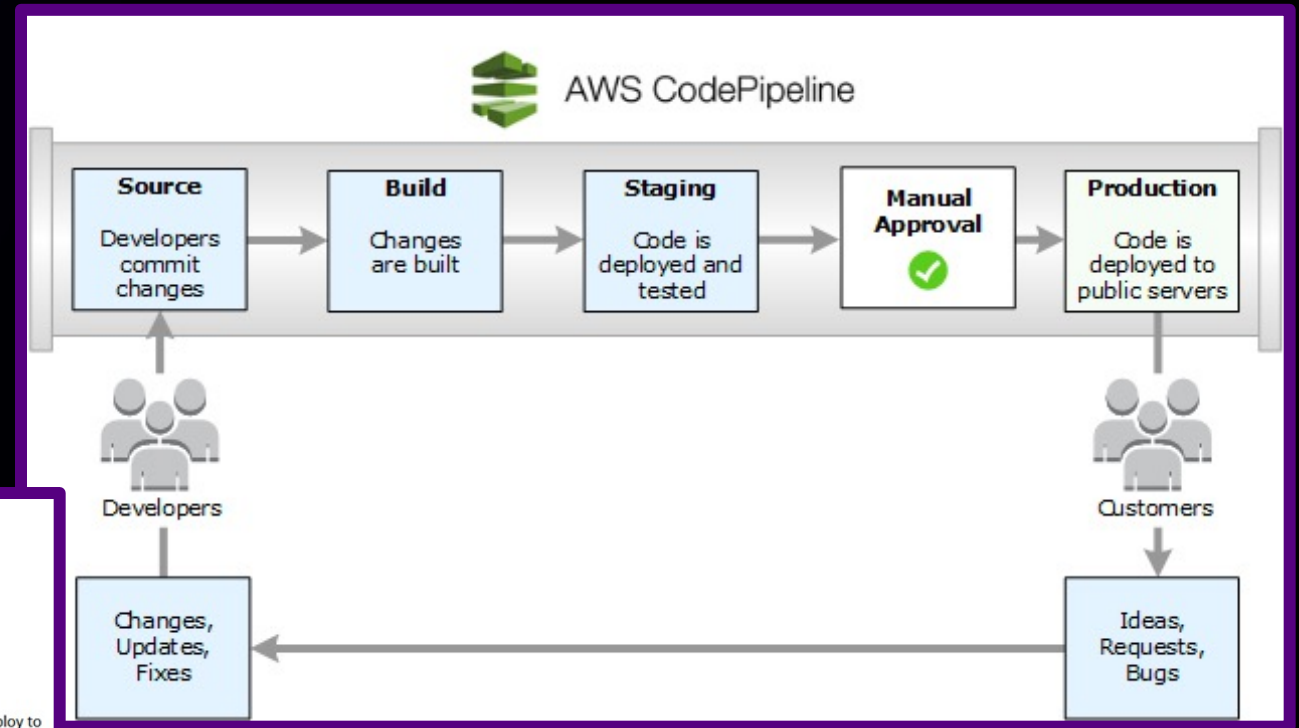 AWS CodePipeline
Source
Developers
commit
changes
Build
Changes
are built
Staging
Code is
deployed and
tested
Manual
Approval
Production
Code is
deployed to
public servers
Developers
Customers
Changes,
Updates,
Fixes
Ideas,
Requests,
Bugs
to